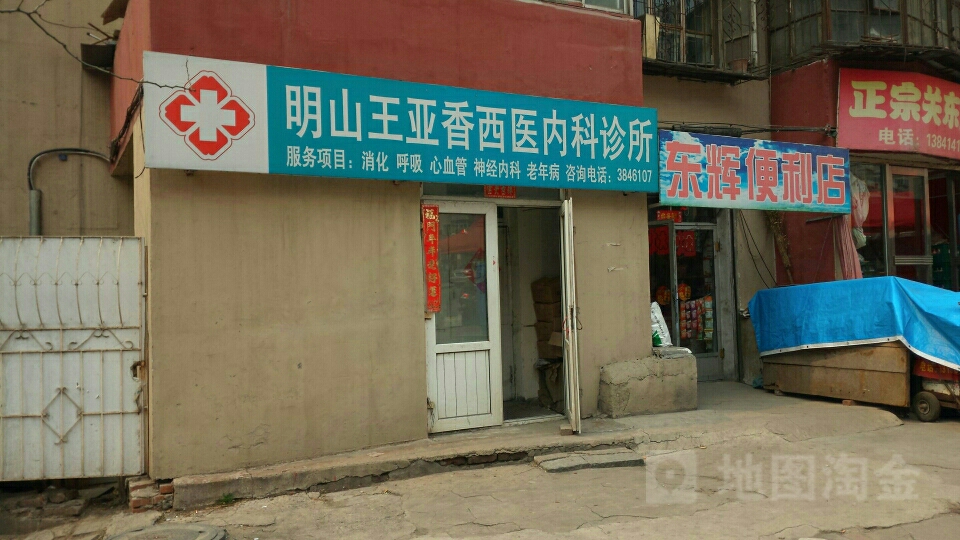 明山王亚香西医内科诊所
服务项目：消化 呼吸 心血管 神经内科 老年病 咨询电话：3846107
东辉便利店
正宗关东
电话：1384141
地图淘金